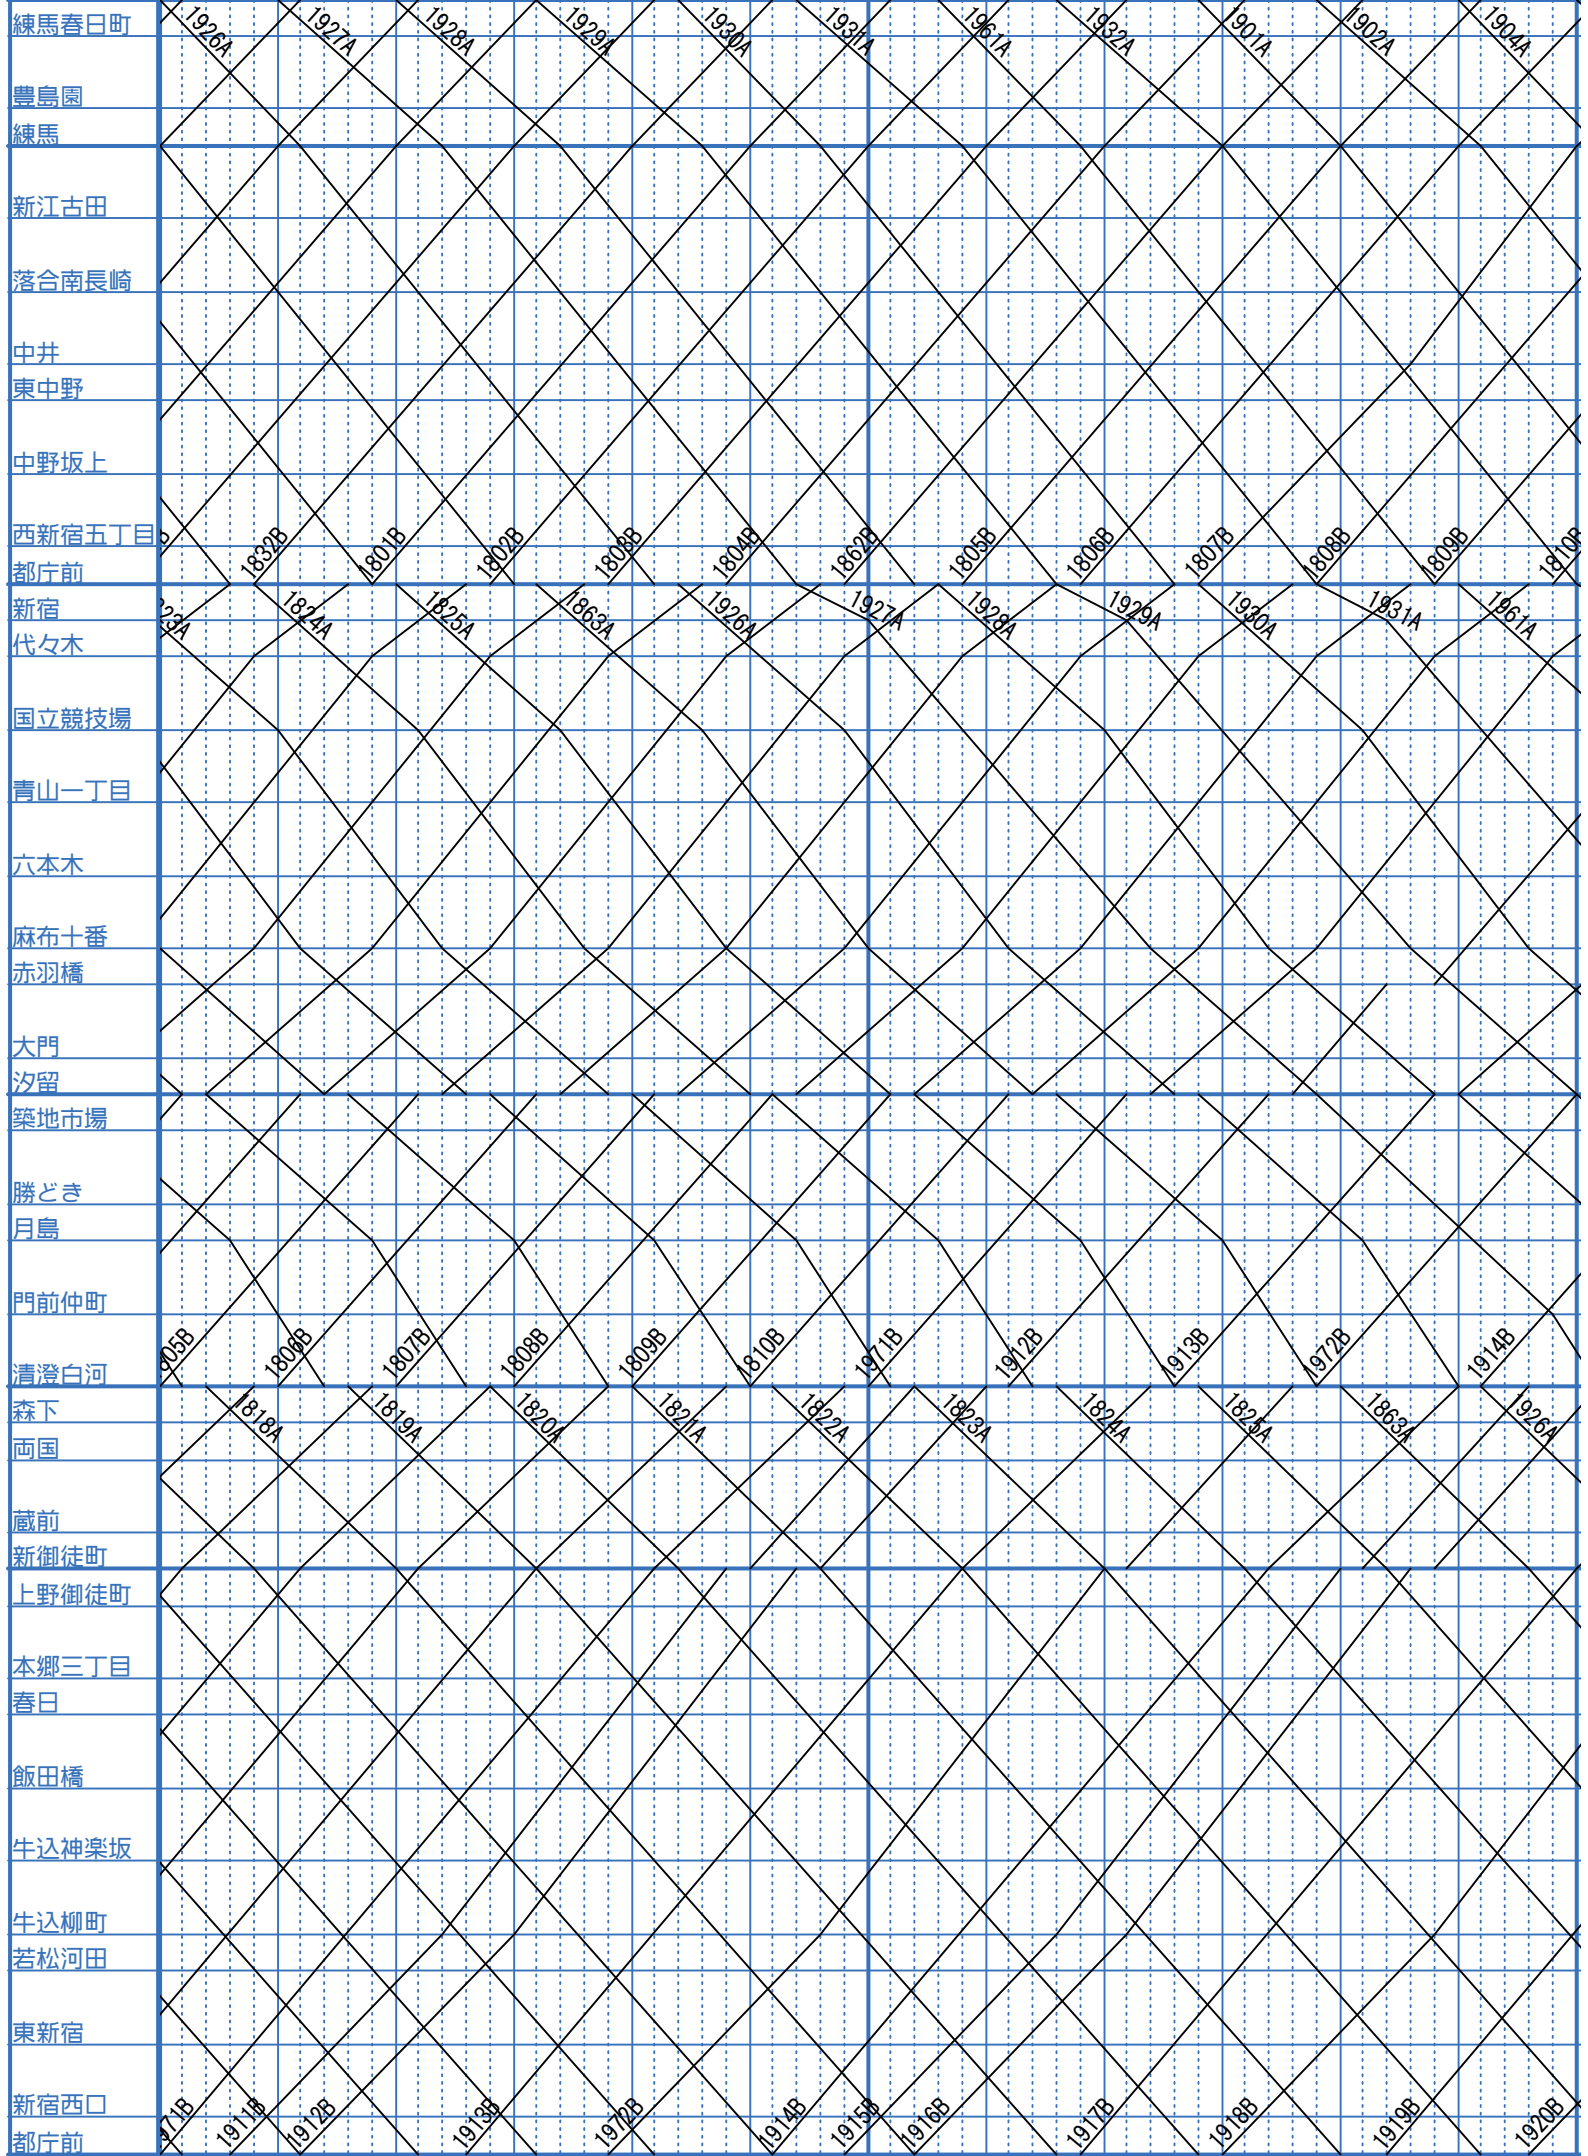 練馬春日町
1926A 1927A 1928A 1929A 1930A 1931A 1961A 1932A 1901A 1902A 1904A
豊島園
練馬
新江古田
落合南長崎
中井
東中野
中野坂上
西新宿五丁目
1832B 1801B 1802B 1803B 1804B 1862B 1805B 1806B 1807B 1808B 1809B 1810B
都庁前
新宿
1824A 1825A 1863A 1926A 1927A 1928A 1929A 1930A 1931A 1961A
代々木
国立競技場
青山一丁目
六本木
麻布十番
赤羽橋
大門
汐留
築地市場
勝どき
月島
門前仲町
805B 1806B 1807B 1808B 1809B 1810B 1971B 1912B 1913B 1972B 1914B
清澄白河
森下
1818A 1819A 1820A 1821A 1822A 1823A 1824A 1825A 1863A 1926A
両国
蔵前
新御徒町
上野御徒町
本郷三丁目
春日
飯田橋
牛込神楽坂
牛込柳町
若松河田
東新宿
新宿西口
971B 1911B 1912B 1913B 1972B 1914B 1915B 1916B 1917B 1918B 1919B 1920B
都庁前